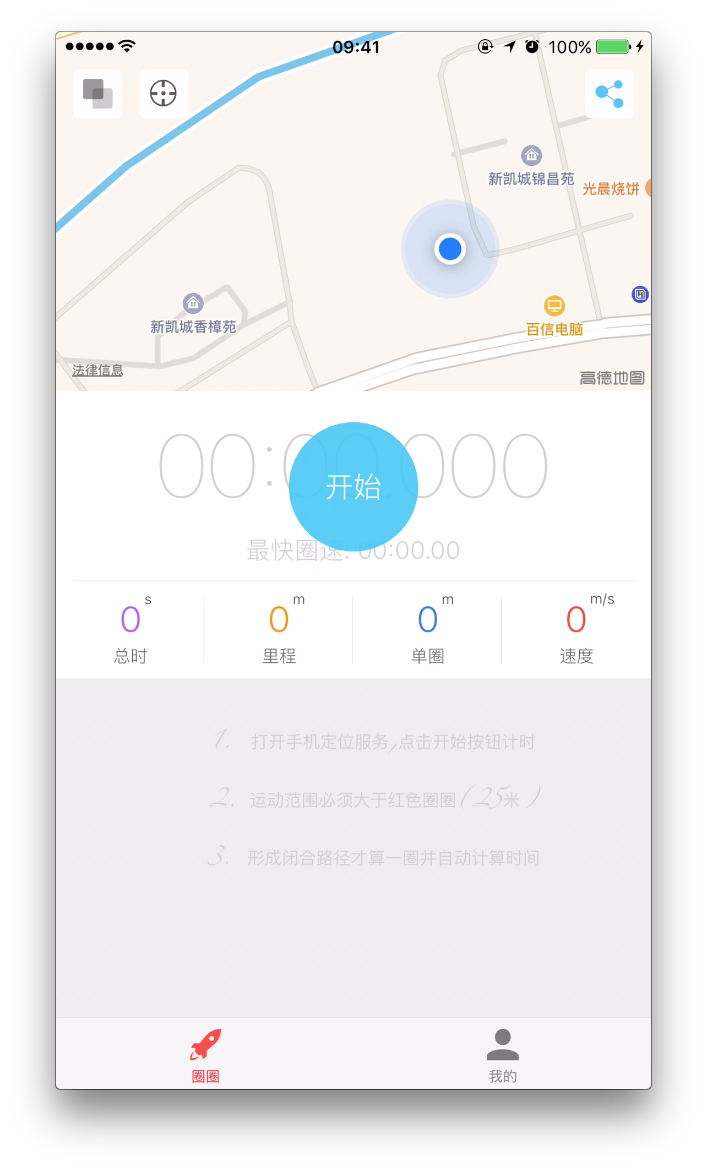 09:41
100%
新凯城锦昌苑
光晨烧饼
新凯城香樟苑
百信电脑
法律信息
高德地图
00:00.000
开始
最快圈速: 00:00.00
0 s
0 m
0 m
0 m/s
总时
里程
单圈
速度
1. 打开手机定位服务,点击开始按钮计时
2. 运动范围必须大于红色圈圈(25米)
3. 形成闭合路径才算一圈并自动计算时间
圈圈
我的